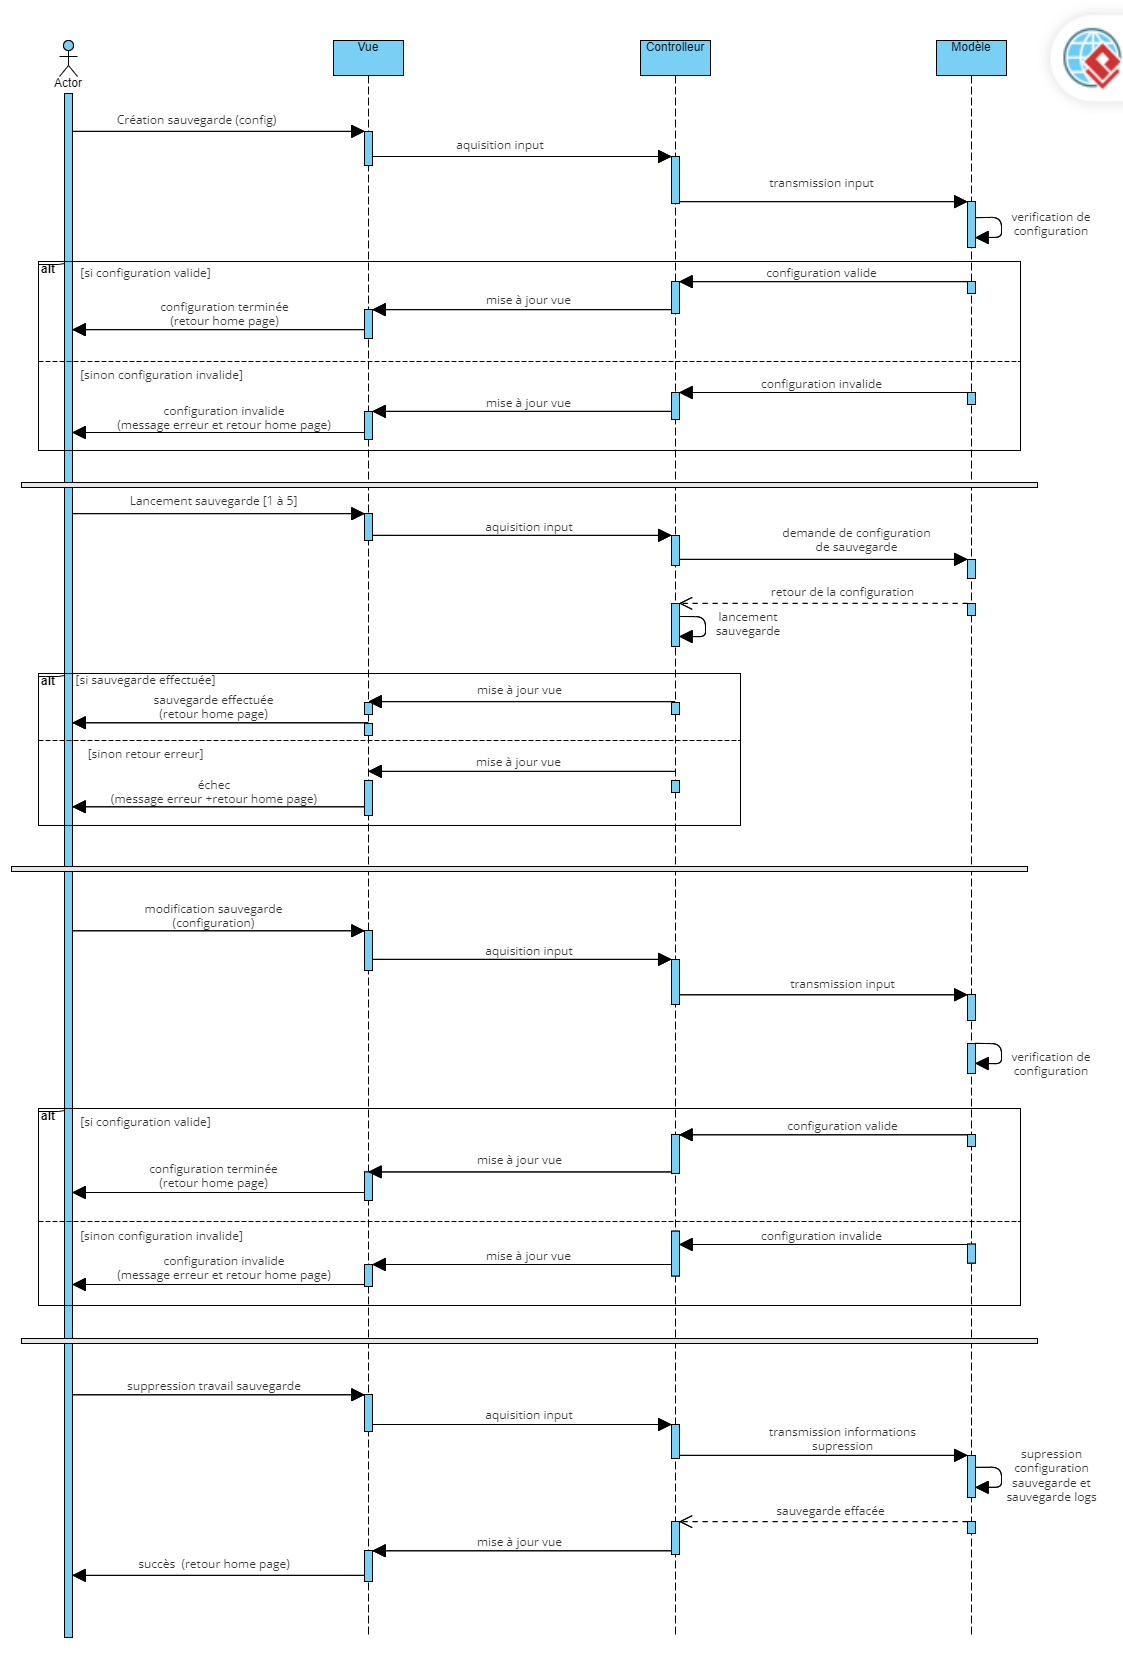 Vue
Controlleur
Modèle
Actor
Création sauvegarde (config)
aquisition input
transmission input
verification de
configuration
alt
[si configuration valide]
configuration valide
mise à jour vue
configuration terminée
(retour home page)
[sinon configuration invalide]
configuration invalide
mise à jour vue
configuration invalide
(message erreur et retour home page)
Lancement sauvegarde [1 à 5]
aquisition input
demande de configuration
de sauvegarde
retour de la configuration
lancement
sauvegarde
alt
[si sauvegarde effectuée]
mise à jour vue
sauvegarde effectuée
(retour home page)
[sinon retour erreur]
mise à jour vue
échec
(message erreur +retour home page)
modification sauvegarde
(configuration)
aquisition input
transmission input
verification de
configuration
alt
[si configuration valide]
configuration valide
mise à jour vue
configuration terminée
(retour home page)
[sinon configuration invalide]
configuration invalide
mise à jour vue
configuration invalide
(message erreur et retour home page)
suppression travail sauvegarde
aquisition input
transmission informations
supression
supression
configuration
sauvegarde et
sauvegarde logs
sauvegarde effacée
mise à jour vue
succès (retour home page)